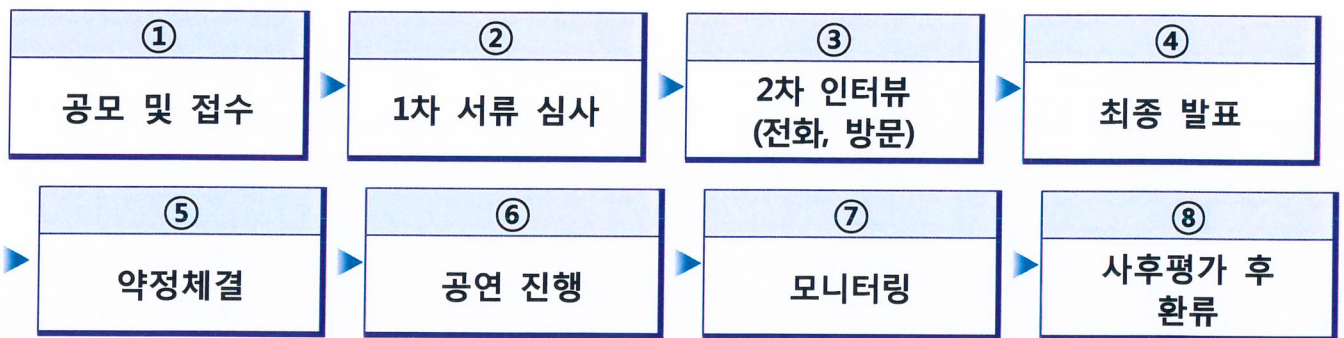 ①
공모 및 접수
②
1차 서류 심사
③
2차 인터뷰
(전화, 방문)
④
최종 발표
⑤
약정체결
⑥
공연 진행
⑦
모니터링
⑧
사후평가 후
환류